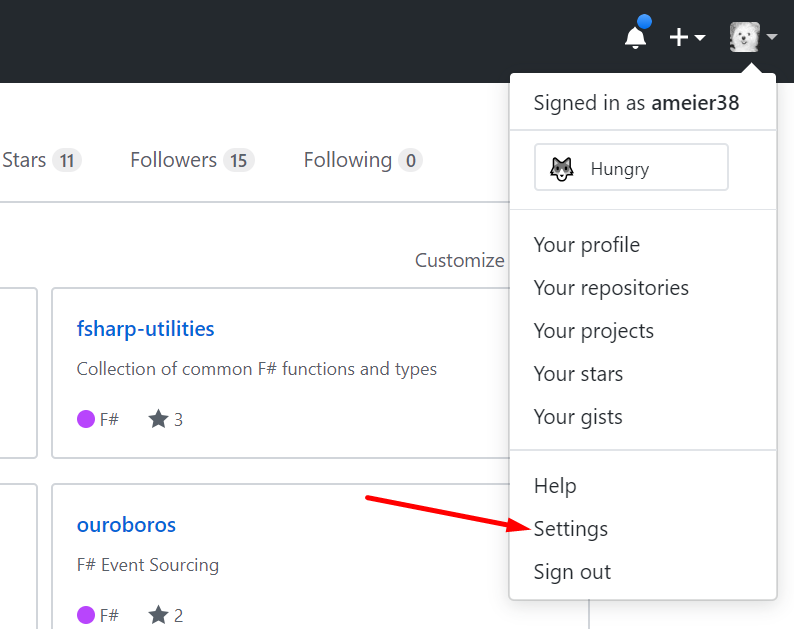 Signed in as ameier38
Stars 11 Followers 15 Following 0
Hungry
Customize
Your profile
Your repositories
Your projects
Your stars
Your gists
Help
Settings
Sign out
fsharp-utilities
Collection of common F# functions and types
F# 3
ouroboros
F# Event Sourcing
F# 2